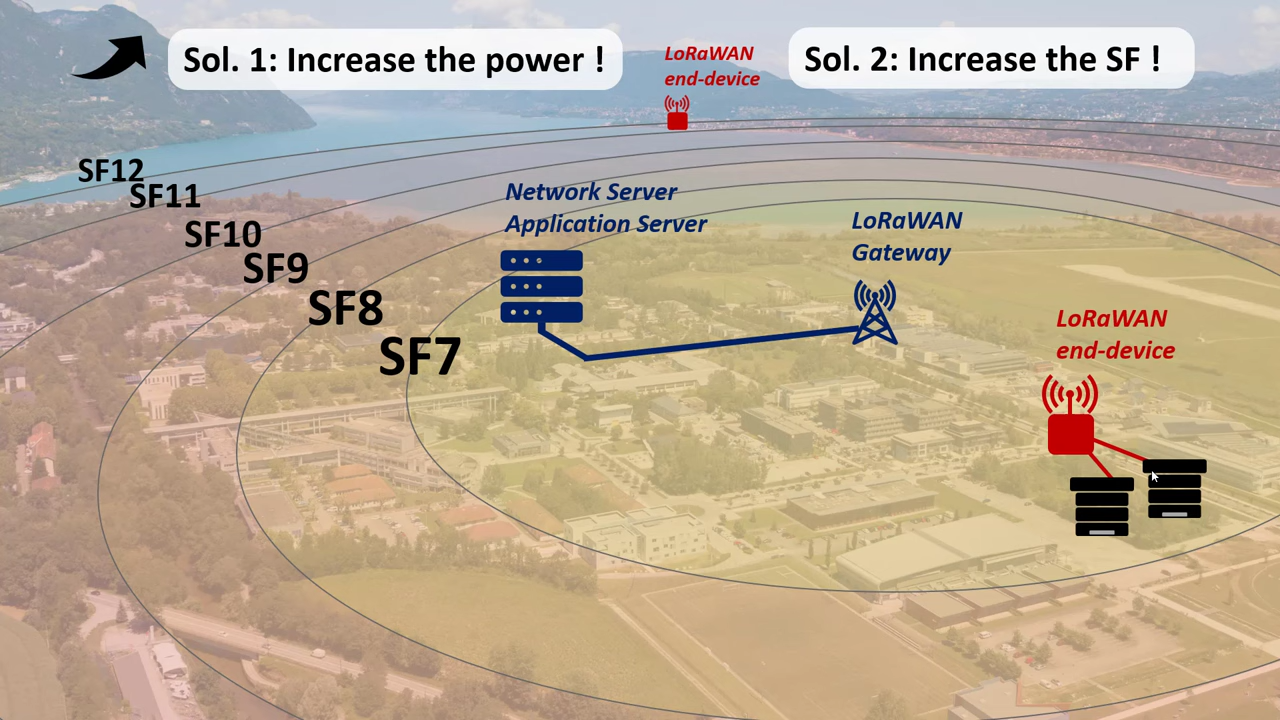 Sol. 1: Increase the power !
LoRaWAN
end-device
Sol. 2: Increase the SF !
SF12
SF11
SF10
SF9
SF8
SF7
Network Server
Application Server
LoRaWAN
Gateway
LoRaWAN
end-device